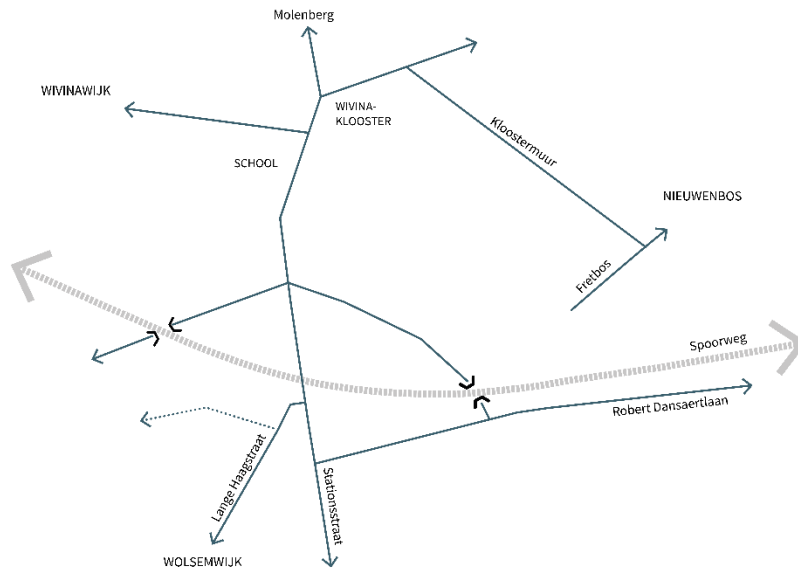 Molenberg
WIVINAWIJK
WIVINA-
KLOOSTER
Kloostermuur
SCHOOL
NIEUWENBOS
Fretbos
Spoorweg
Robert Dansaertlaan
Lange Haagstraat
Stationsstraat
WOLSEMWIJK